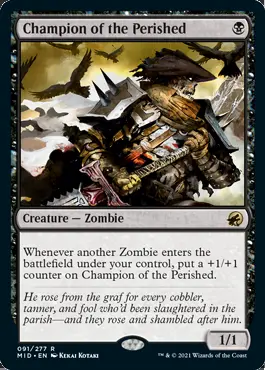 Champion of the Perished
Creature — Zombie
Whenever another Zombie enters the
battlefield under your control, put a +1/+1
counter on Champion of the Perished.
He rose from the graf for every cobbler,
tanner, and fool who'd been slaughtered in the
parish—and they rose and shambled after him.
1/1
091/277 R
MID • EN KEKAI KOTAKI
™ & © 2021 Wizards of the Coast